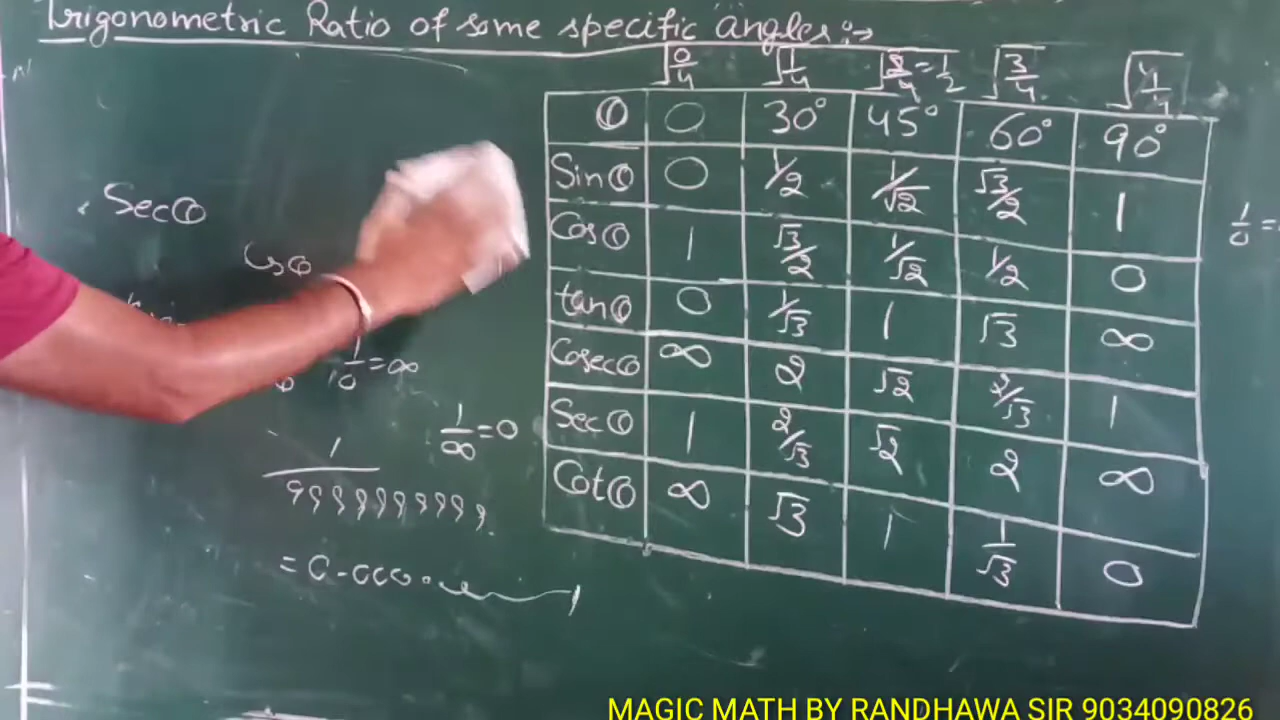 Trigonometric Ratio of some specific angles:→
√0/4 √1/4 √2/4=1/2 √3/4 √4/4
θ 0 30° 45° 60° 90°
Sinθ 0 1/2 1/√2 √3/2 1
Cosθ 1 √3/2 1/√2 1/2 0
tanθ 0 1/√3 1 √3 ∞
Cosecθ ∞ 2 √2 2/√3 1
Secθ 1 2/√3 √2 2 ∞
Cotθ ∞ √3 1 1/√3 0
Secθ
Cosθ
1/0=∞
1/∞=0
1/9999999999
=0.000
1/0=
MAGIC MATH BY RANDHAWA SIR 9034090826